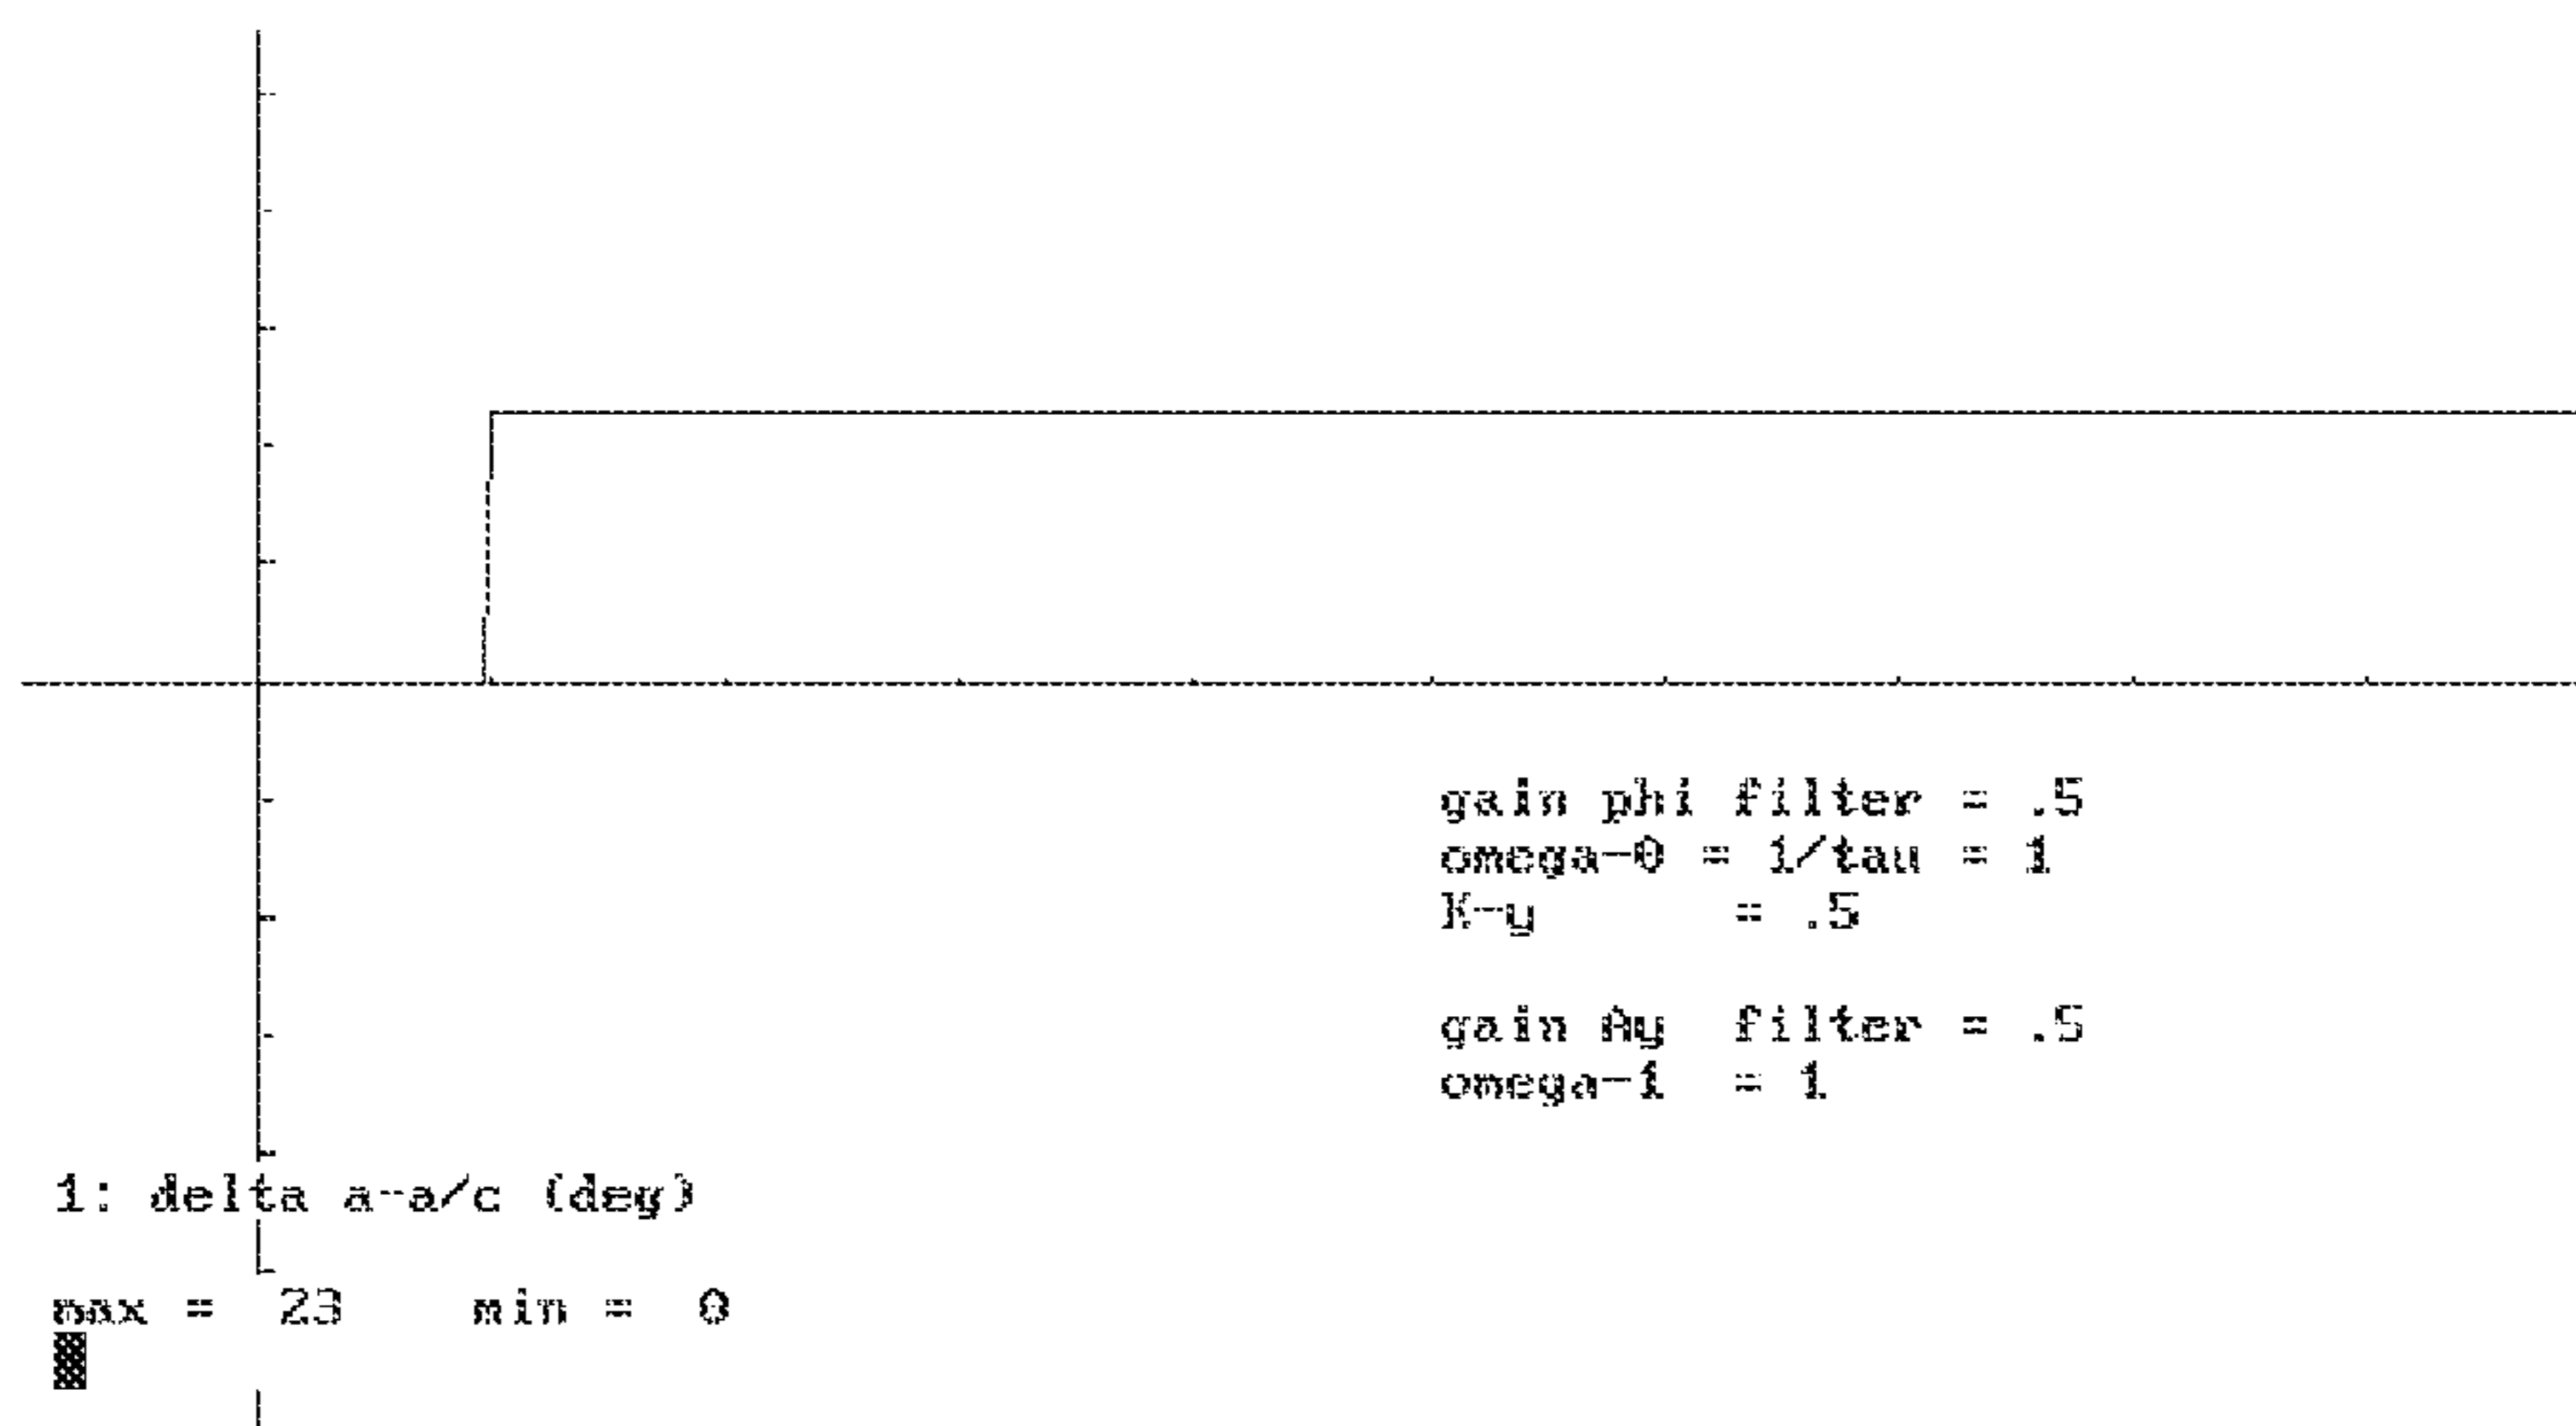 gain phi filter = .5
omega-0 = 1/tau = 1
K-y = .5
gain Ay filter = .5
omega-1 = 1
1: delta a-a/c (deg)
max = 23 min = 0